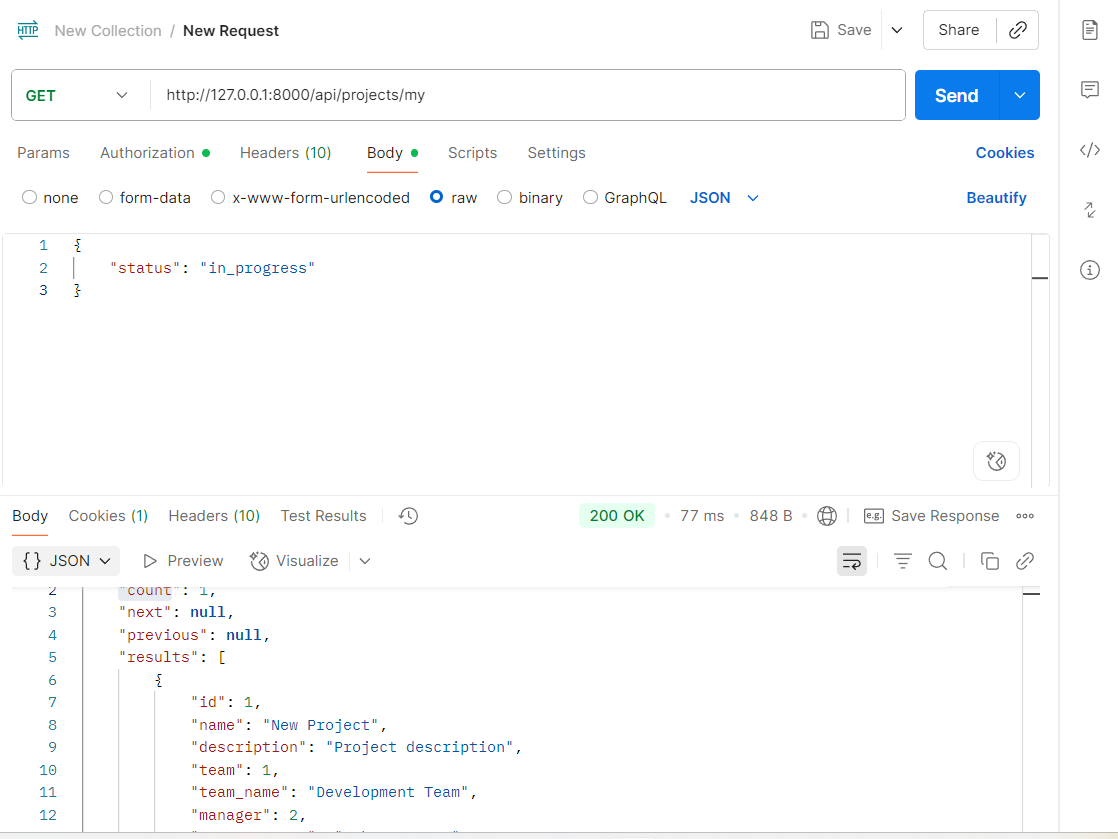 HTTP New Collection / New Request Save Share
GET http://127.0.0.1:8000/api/projects/my Send
Params Authorization Headers (10) Body Scripts Settings Cookies
none form-data x-www-form-urlencoded raw binary GraphQL JSON Beautify
1 {
2 "status": "in_progress"
3 }
Body Cookies (1) Headers (10) Test Results 200 OK 77 ms 848 B e.g. Save Response
{} JSON Preview Visualize
2 "count": 1,
3 "next": null,
4 "previous": null,
5 "results": [
6 {
7 "id": 1,
8 "name": "New Project",
9 "description": "Project description",
10 "team": 1,
11 "team_name": "Development Team",
12 "manager": 2,